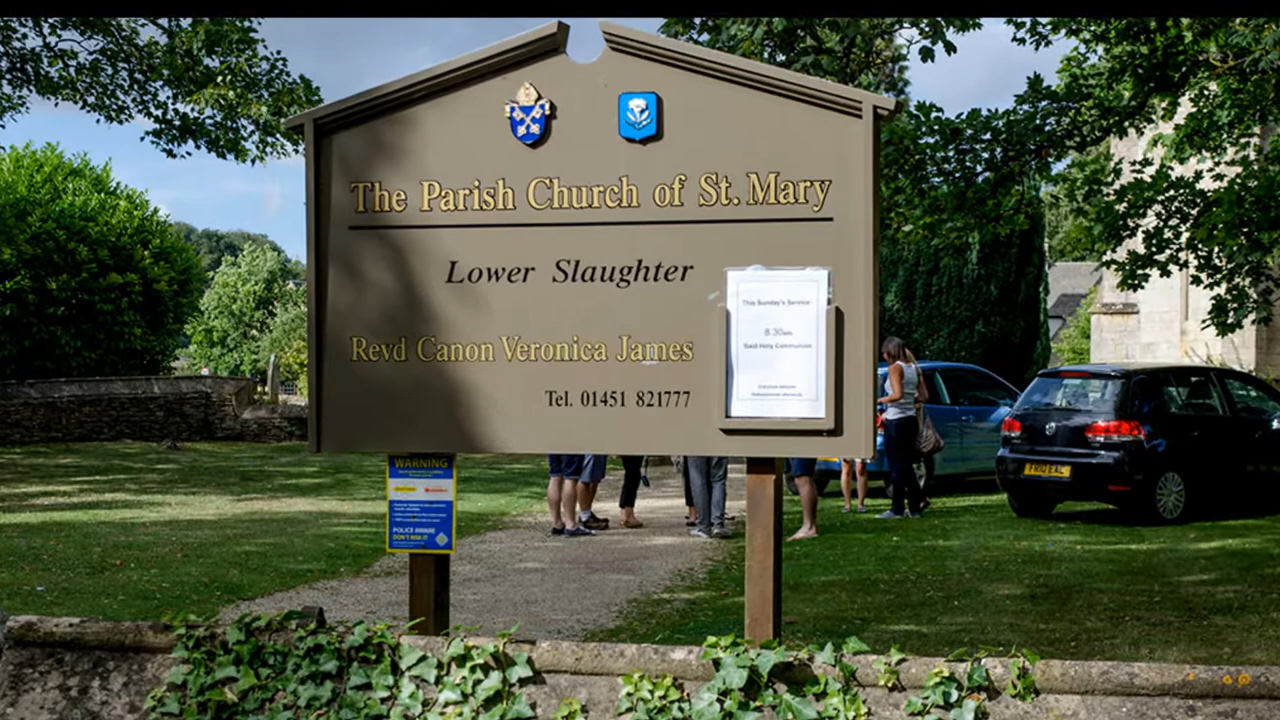 The Parish Church of St. Mary
Lower Slaughter
This Sunday's Service
8.30am
Said Holy Communion
Revd Canon Veronica James
Tel. 01451 821777
WARNING
POLICE AWARE
DON'T RISK IT
FR10 EAL